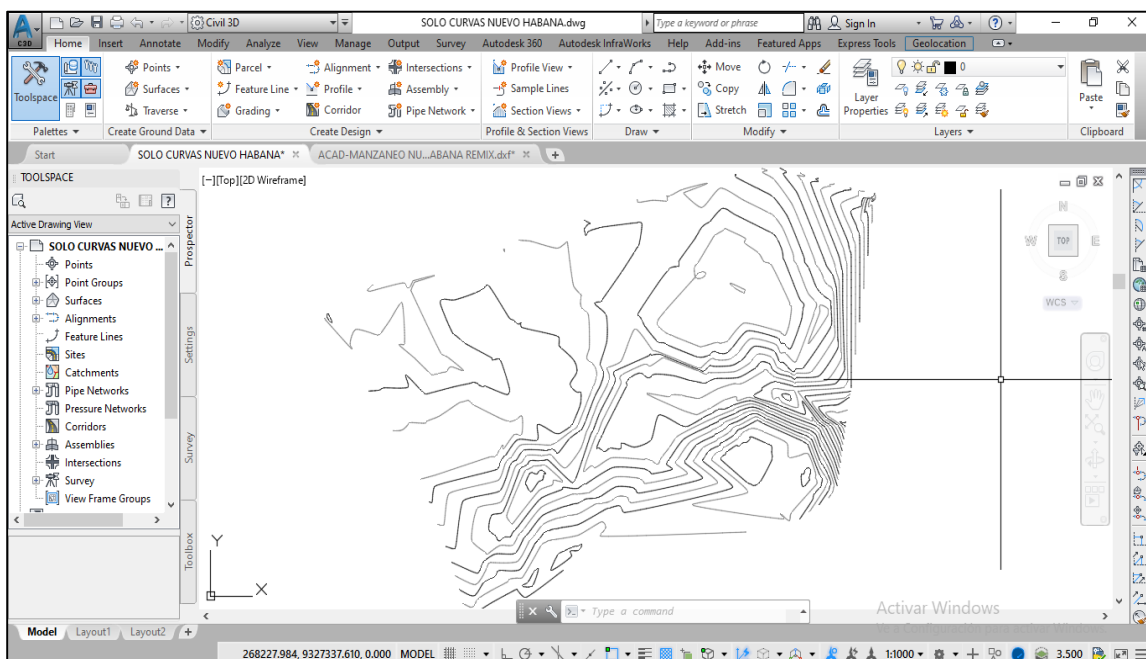 Civil 3D SOLO CURVAS NUEVO HABANA.dwg Type a keyword or phrase Sign In
C3D Home Insert Annotate Modify Analyze View Manage Output Survey Autodesk 360 Autodesk InfraWorks Help Add-ins Featured Apps Express Tools Geolocation
Points Parcel Alignment Intersections Profile View Move 0
Surfaces Feature Line Profile Assembly Sample Lines Copy
Toolspace Traverse Grading Corridor Pipe Network Section Views Stretch Layer Properties Paste
Palettes Create Ground Data Create Design Profile & Section Views Draw Modify Layers Clipboard
Start SOLO CURVAS NUEVO HABANA* ACAD-MANZANEO NU...ABANA REMIX.dxf*
TOOLSPACE
[-][Top][2D Wireframe]
Active Drawing View
SOLO CURVAS NUEVO ...
Points
Point Groups
Surfaces
Alignments
Feature Lines
Sites
Catchments
Pipe Networks
Pressure Networks
Corridors
Assemblies
Intersections
Survey
View Frame Groups
Prospector
Settings
Survey
Toolbox
N
W TOP E
S
WCS
Y
X
Type a command
Activar Windows
Model Layout1 Layout2
268227.984, 9327337.610, 0.000 MODEL 1:1000 3.500